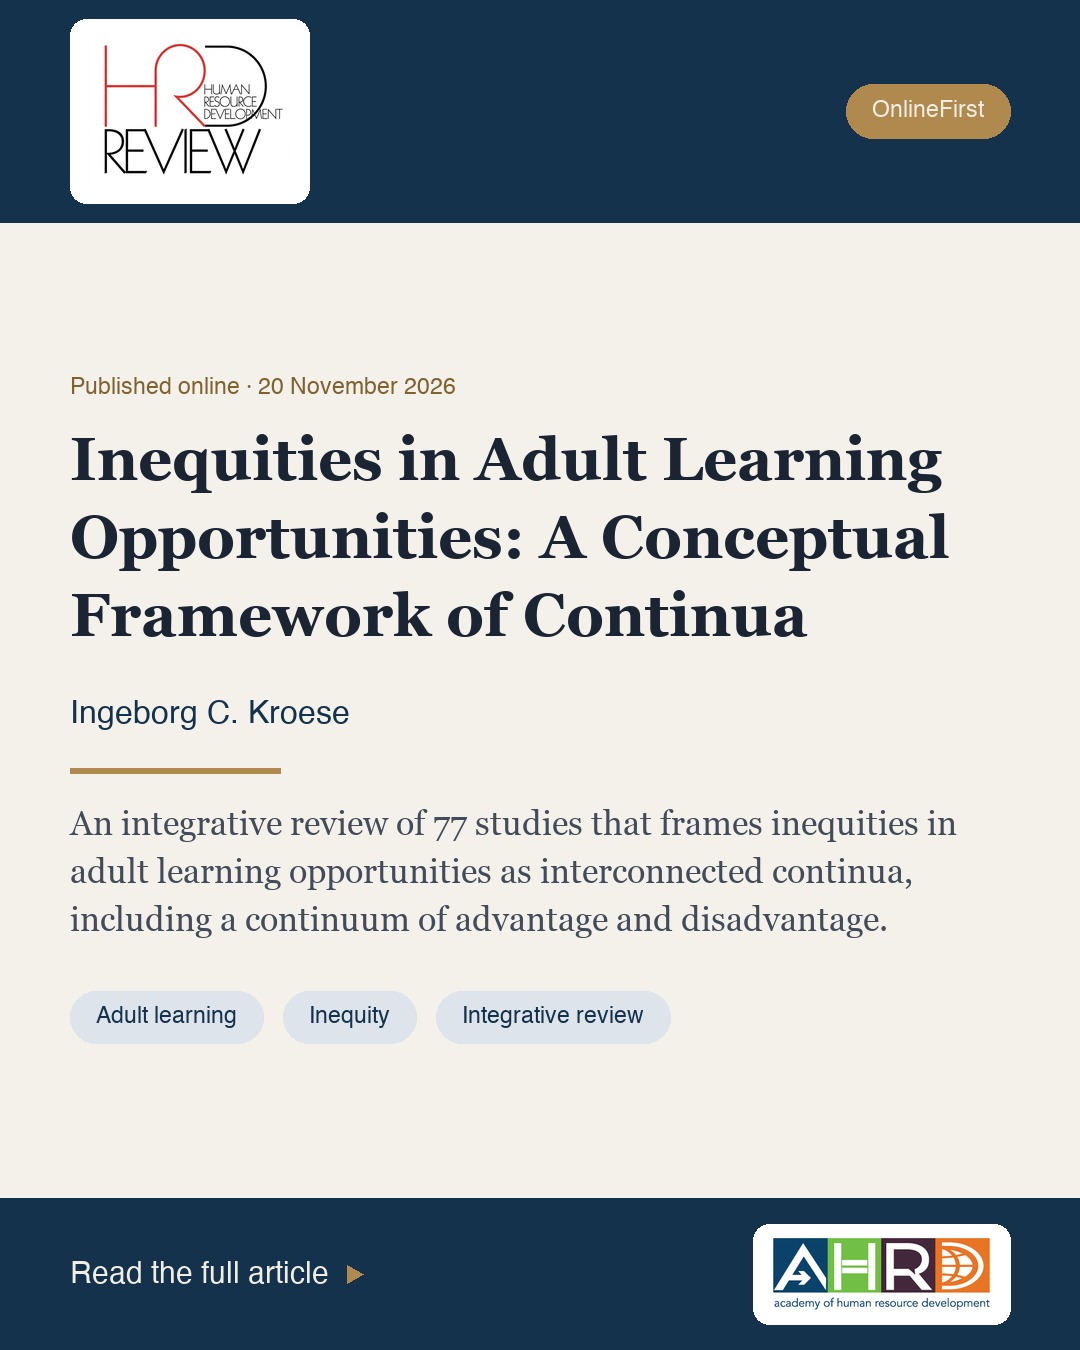 HRD
HUMAN
RESOURCE
DEVELOPMENT
REVIEW
OnlineFirst
Published online · 20 November 2026
Inequities in Adult Learning
Opportunities: A Conceptual
Framework of Continua
Ingeborg C. Kroese
An integrative review of 77 studies that frames inequities in
adult learning opportunities as interconnected continua,
including a continuum of advantage and disadvantage.
Adult learning
Inequity
Integrative review
Read the full article
AHRD
academy of human resource development